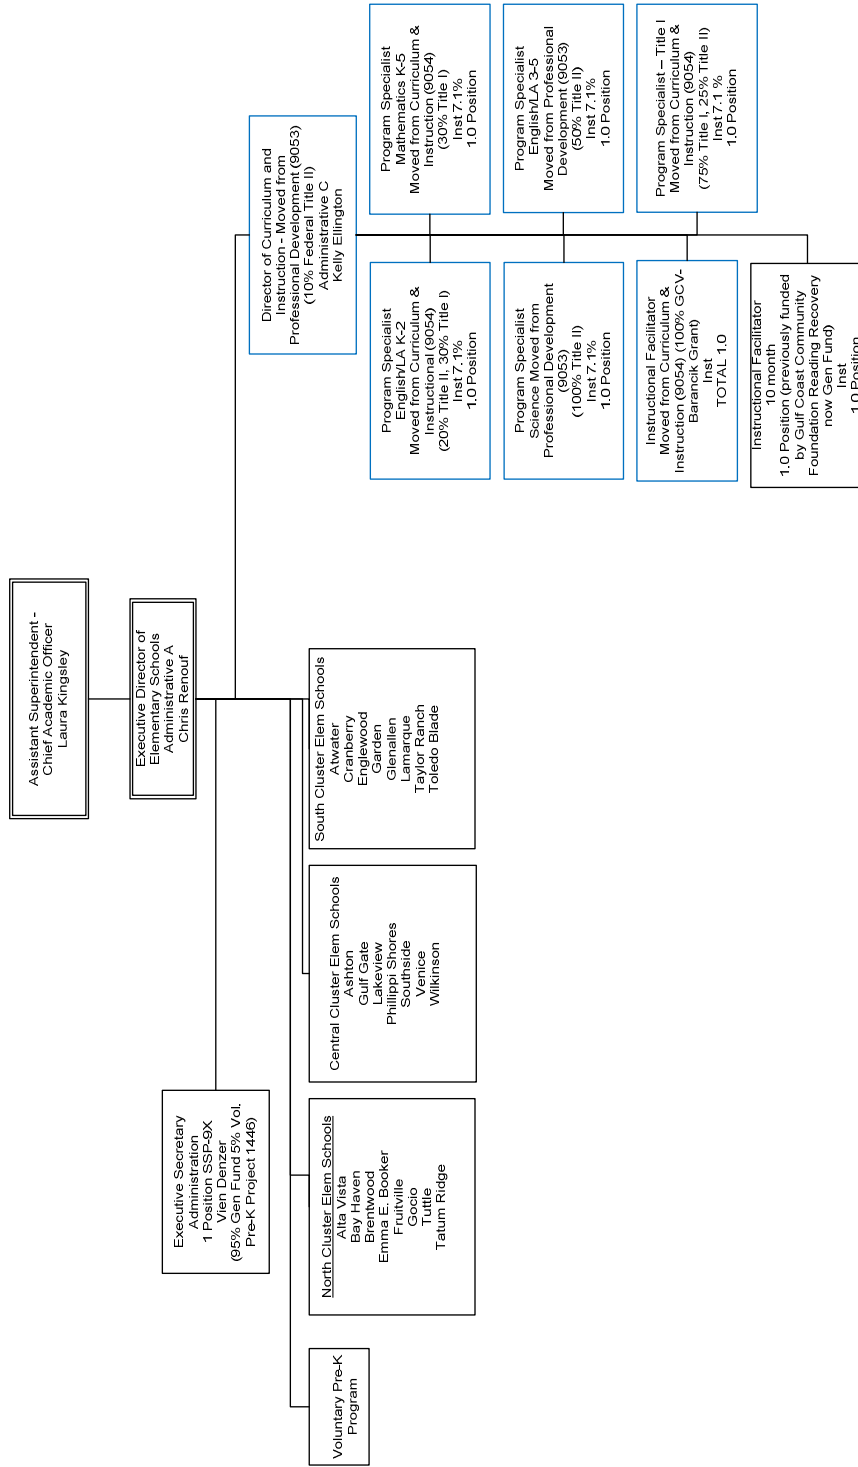 Assistant Superintendent -
Chief Academic Officer
Laura Kingsley
Executive Director of
Elementary Schools
Administrative A
Chris Renouf
Executive Secretary
Administration
1 Position SSP-9X
Vien Denzer
(95% Gen Fund 5% Vol.
Pre-K Project 1446)
Director of Curriculum and
Instruction - Moved from
Professional Development (9053)
(10% Federal Title II)
Administrative C
Kelly Ellington
Voluntary Pre-K
Program
North Cluster Elem Schools
Alta Vista
Bay Haven
Brentwood
Emma E. Booker
Fruitville
Gocio
Tuttle
Tatum Ridge
Central Cluster Elem Schools
Ashton
Gulf Gate
Lakeview
Phillippi Shores
Southside
Venice
Wilkinson
South Cluster Elem Schools
Atwater
Cranberry
Englewood
Garden
Glenallen
Lamarque
Taylor Ranch
Toledo Blade
Program Specialist
English/LA K-2
Moved from Curriculum &
Instructional (9054)
(20% Title II, 30% Title I)
Inst 7.1%
1.0 Position
Program Specialist
Mathematics K-5
Moved from Curriculum &
Instruction (9054)
(30% Title I)
Inst 7.1%
1.0 Position
Program Specialist
Science Moved from
Professional Development
(9053)
(100% Title II)
Inst 7.1%
1.0 Position
Program Specialist
English/LA 3-5
Moved from Professional
Development (9053)
(50% Title II)
Inst 7.1%
1.0 Position
Instructional Facilitator
Moved from Curriculum &
Instruction (9054) (100% GCV-
Barancik Grant)
Inst
TOTAL 1.0
Program Specialist – Title I
Moved from Curriculum &
Instruction (9054)
(75% Title I, 25% Title II)
Inst 7.1 %
1.0 Position
Instructional Facilitator
10 month
1.0 Position (previously funded
by Gulf Coast Community
Foundation Reading Recovery
now Gen Fund)
Inst
1.0 Position